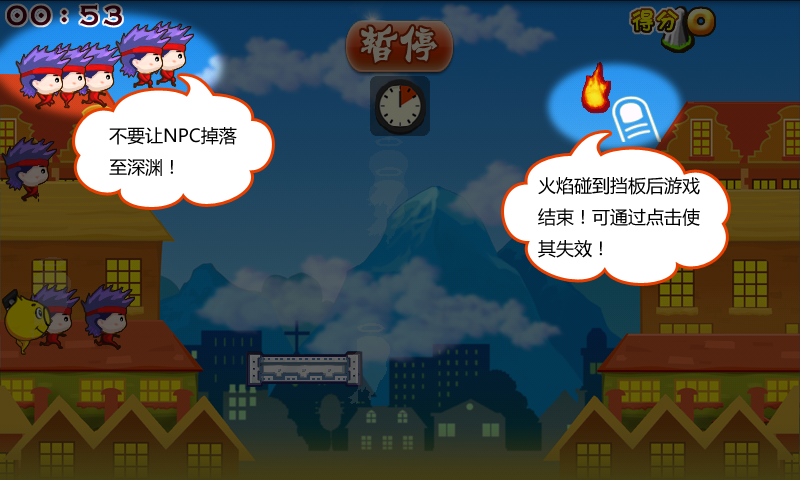 00:53
暂停
得分 0
不要让NPC掉落
至深渊！
火焰碰到挡板后游戏
结束！可通过点击使
其失效！